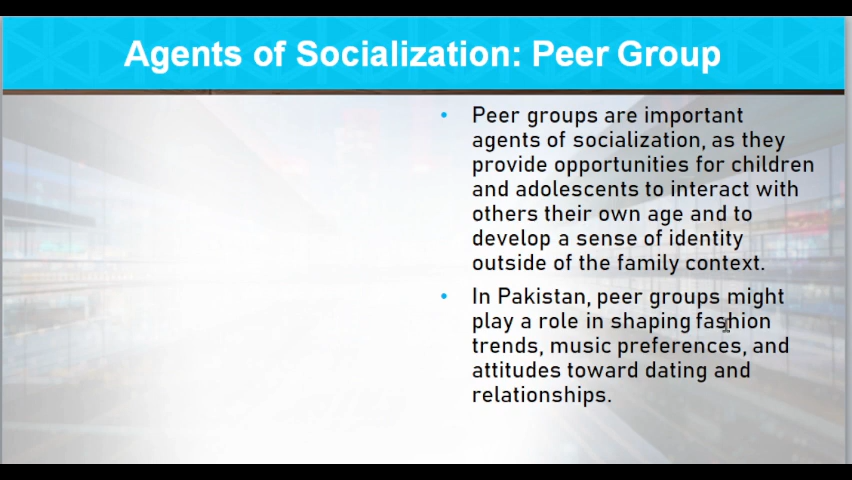 Agents of Socialization: Peer Group
• Peer groups are important
agents of socialization, as they
provide opportunities for children
and adolescents to interact with
others their own age and to
develop a sense of identity
outside of the family context.
• In Pakistan, peer groups might
play a role in shaping fashion
trends, music preferences, and
attitudes toward dating and
relationships.